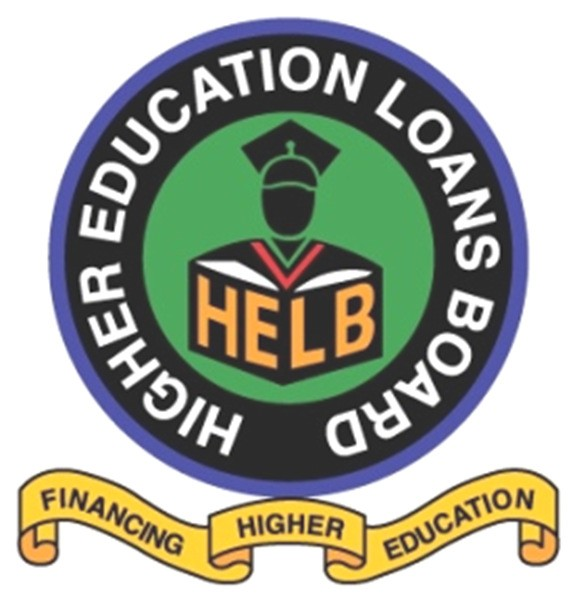 HIGHER EDUCATION LOANS BOARD
HELB
FINANCING HIGHER EDUCATION